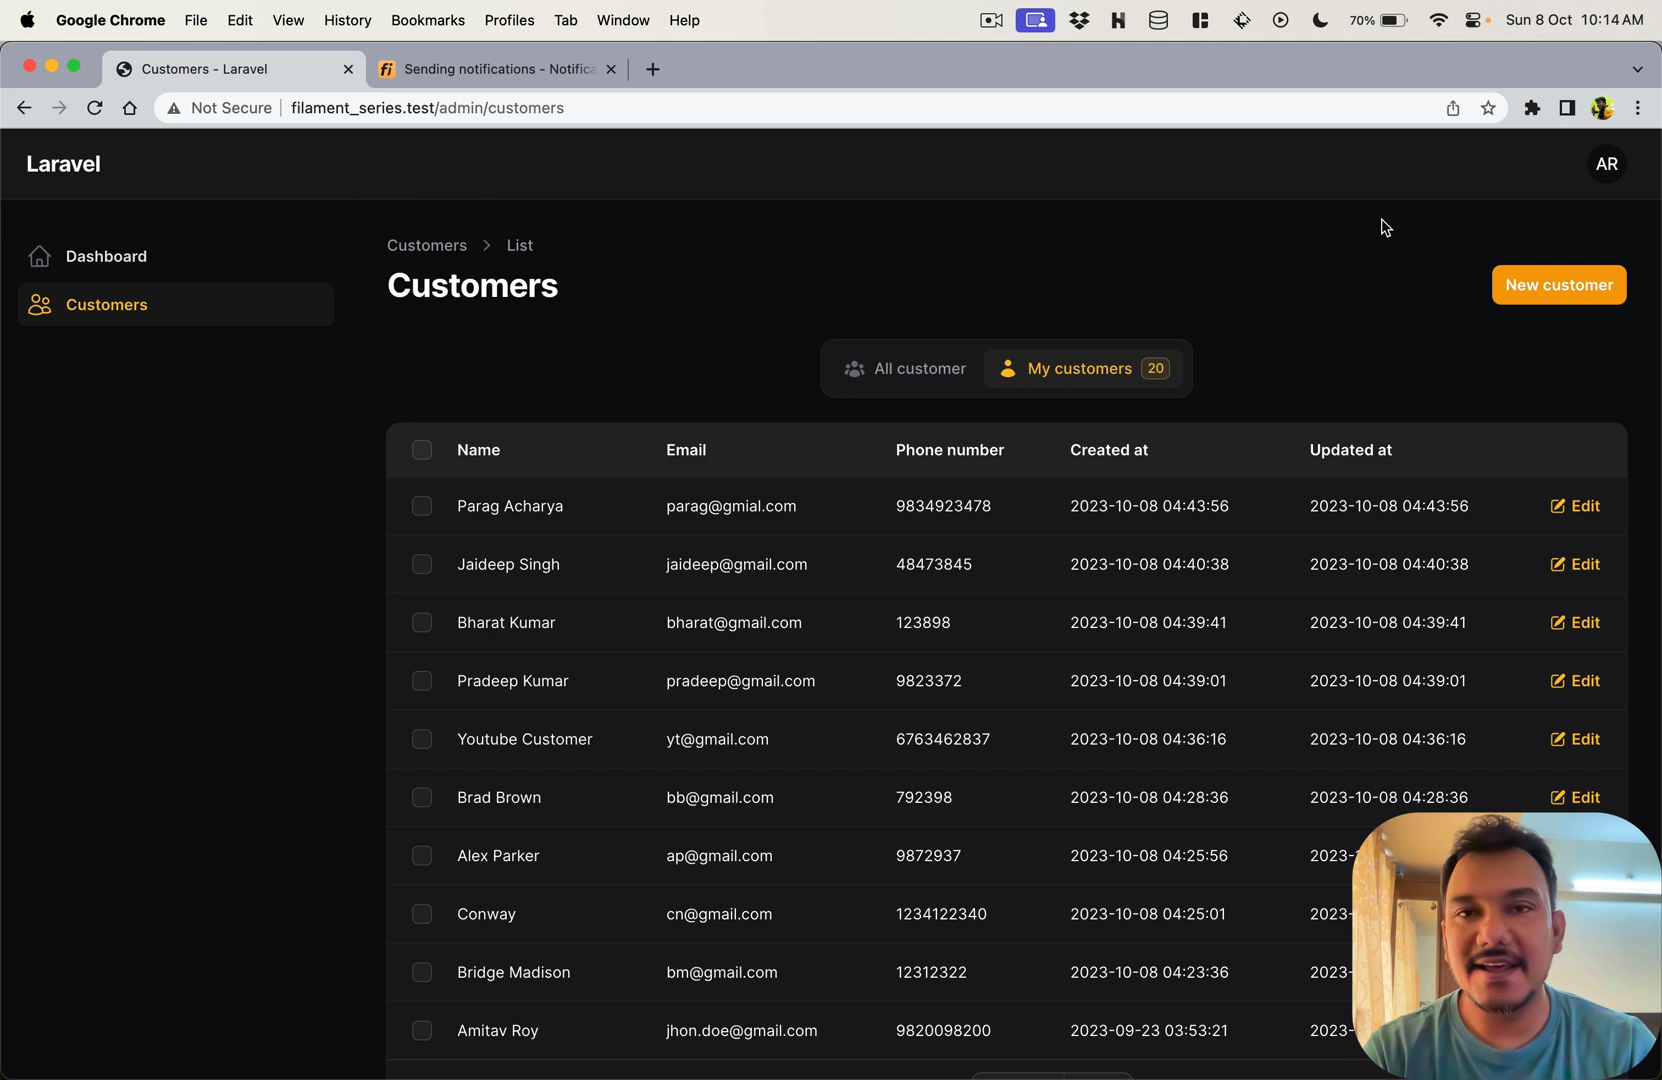 Google Chrome File Edit View History Bookmarks Profiles Tab Window Help 70% Sun 8 Oct 10:14 AM
Customers - Laravel Sending notifications - Notifica
Not Secure filament_series.test/admin/customers
Laravel AR
Dashboard
Customers
Customers > List
Customers New customer
All customer My customers 20
Name Email Phone number Created at Updated at
Parag Acharya parag@gmial.com 9834923478 2023-10-08 04:43:56 2023-10-08 04:43:56 Edit
Jaideep Singh jaideep@gmail.com 48473845 2023-10-08 04:40:38 2023-10-08 04:40:38 Edit
Bharat Kumar bharat@gmail.com 123898 2023-10-08 04:39:41 2023-10-08 04:39:41 Edit
Pradeep Kumar pradeep@gmail.com 9823372 2023-10-08 04:39:01 2023-10-08 04:39:01 Edit
Youtube Customer yt@gmail.com 6763462837 2023-10-08 04:36:16 2023-10-08 04:36:16 Edit
Brad Brown bb@gmail.com 792398 2023-10-08 04:28:36 2023-10-08 04:28:36 Edit
Alex Parker ap@gmail.com 9872937 2023-10-08 04:25:56 2023-
Conway cn@gmail.com 1234122340 2023-10-08 04:25:01 2023-
Bridge Madison bm@gmail.com 12312322 2023-10-08 04:23:36 2023-
Amitav Roy jhon.doe@gmail.com 9820098200 2023-09-23 03:53:21 2023-